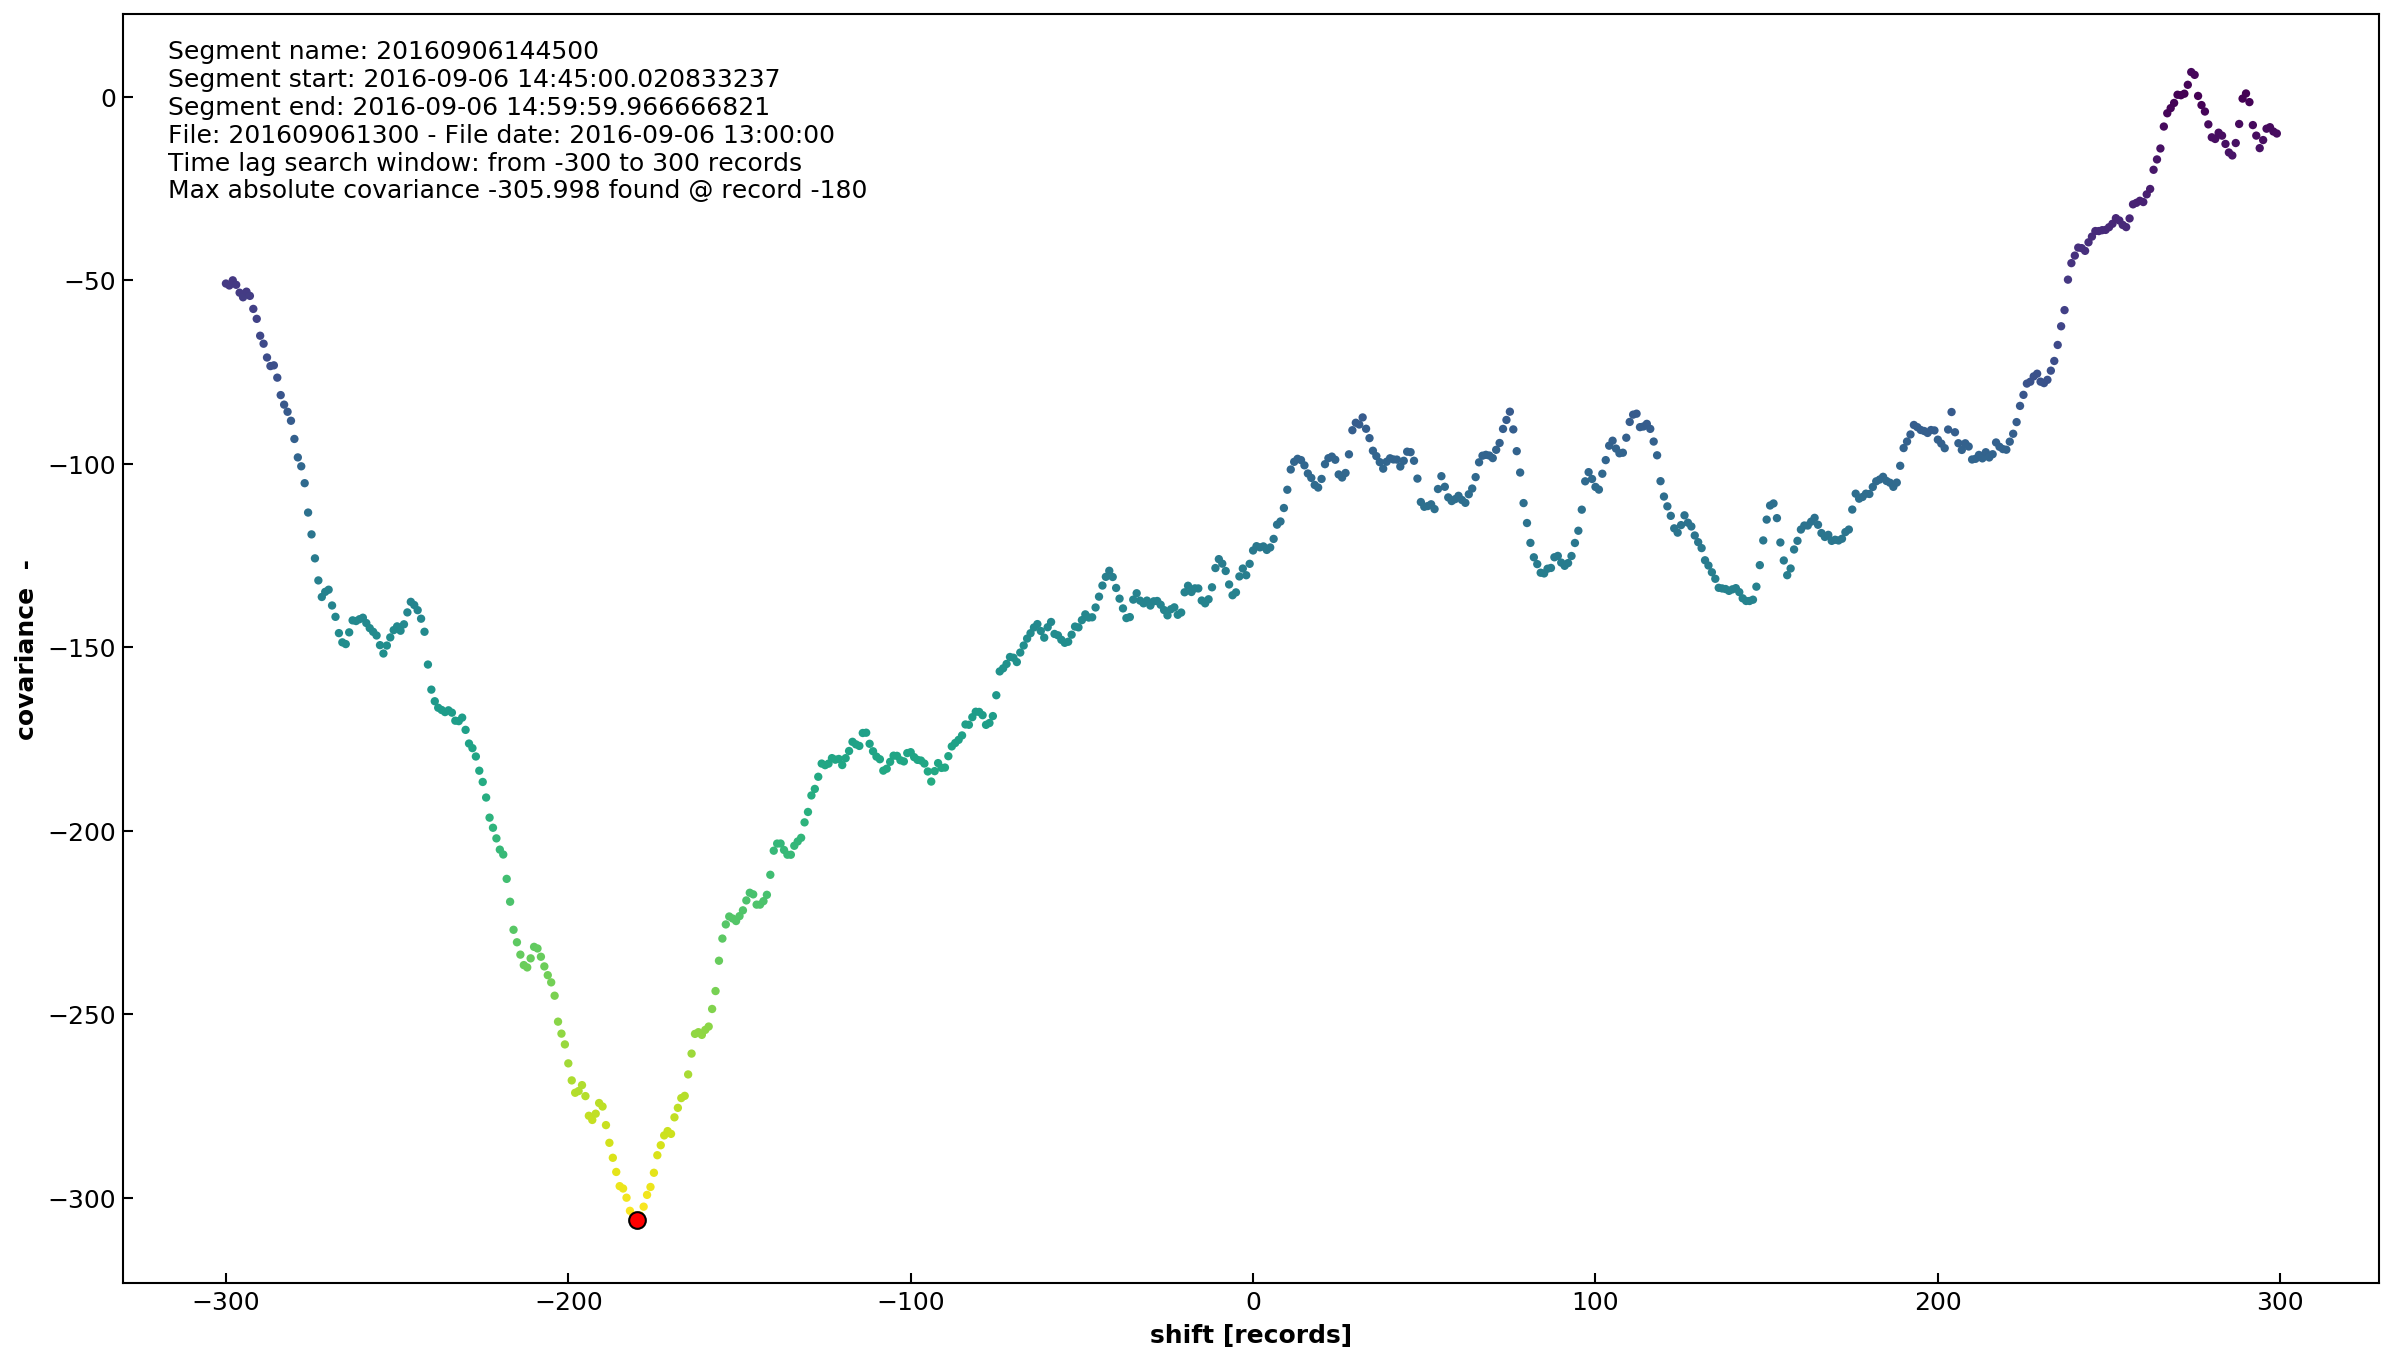 Segment name: 20160906144500
Segment start: 2016-09-06 14:45:00.020833237
Segment end: 2016-09-06 14:59:59.966666821
File: 201609061300 - File date: 2016-09-06 13:00:00
Time lag search window: from -300 to 300 records
Max absolute covariance -305.998 found @ record -180
0
−50
−100
−150
−200
−250
−300
covariance -
−300 −200 −100 0 100 200 300
shift [records]